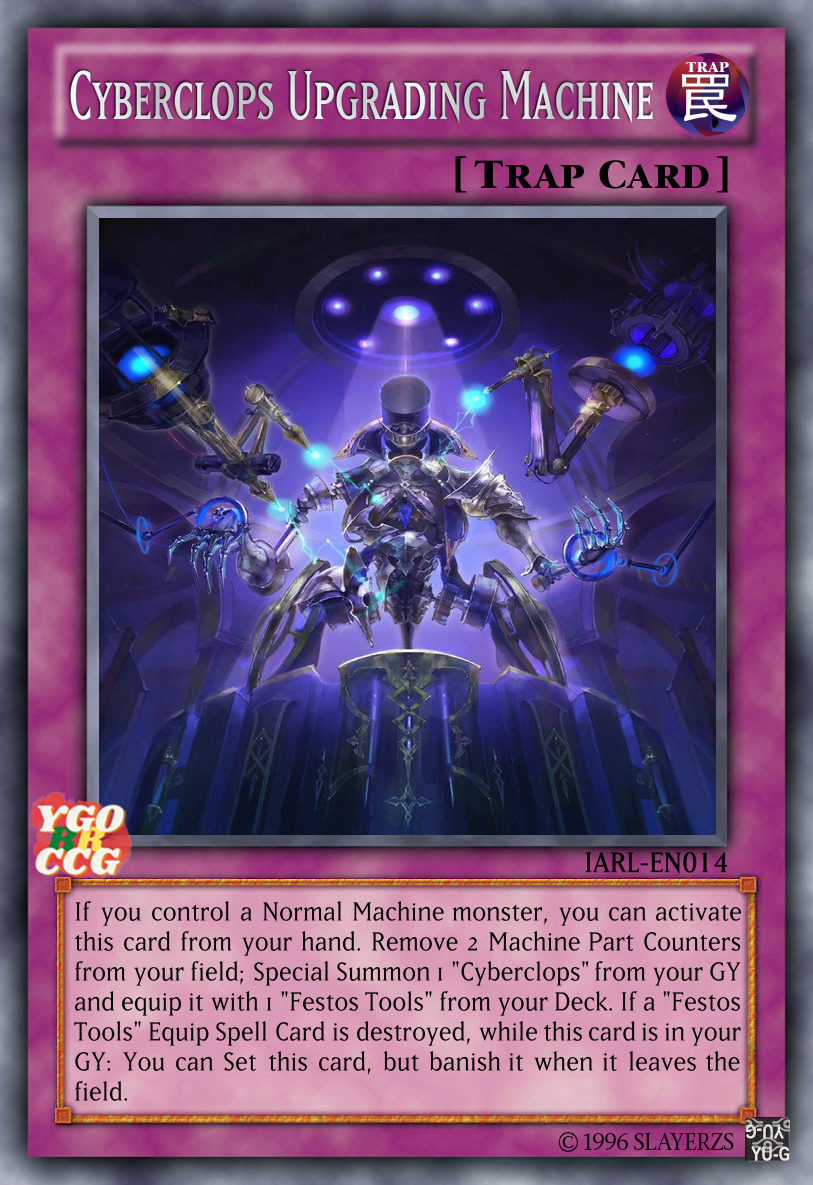 CYBERCLOPS UPGRADING MACHINE
TRAP
罠
[TRAP CARD]
YGO
RR
CCG
IARL-EN014
If you control a Normal Machine monster, you can activate
this card from your hand. Remove 2 Machine Part Counters
from your field; Special Summon 1 "Cyberclops" from your GY
and equip it with 1 "Festos Tools" from your Deck. If a "Festos
Tools" Equip Spell Card is destroyed, while this card is in your
GY: You can Set this card, but banish it when it leaves the
field.
© 1996 SLAYERZS
YU-G